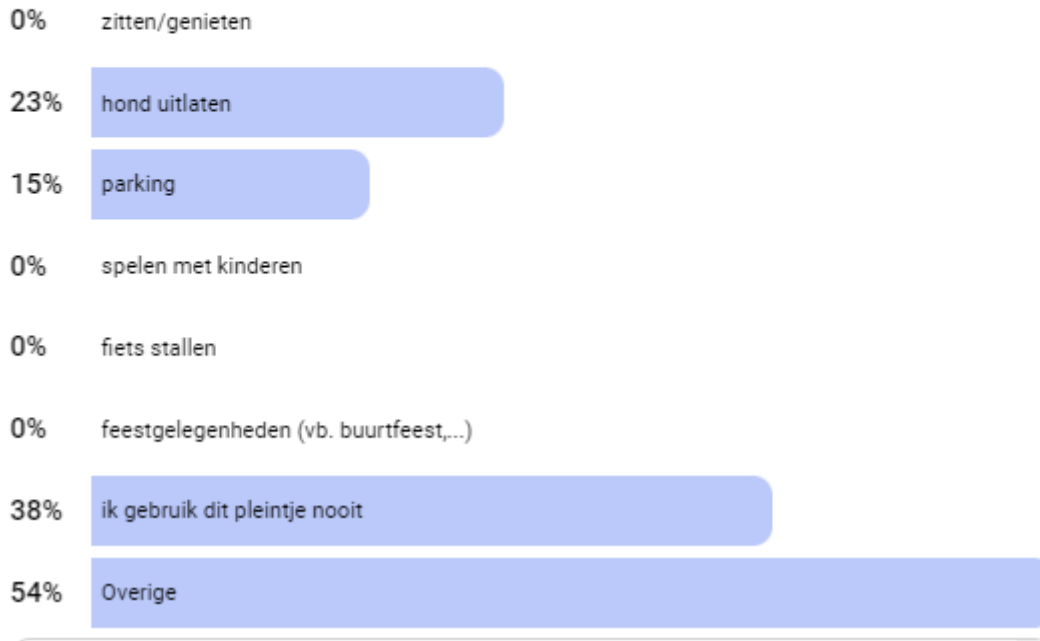 0% zitten/genieten
23% hond uitlaten
15% parking
0% spelen met kinderen
0% fiets stallen
0% feestgelegenheden (vb. buurtfeest,...)
38% ik gebruik dit pleintje nooit
54% Overige